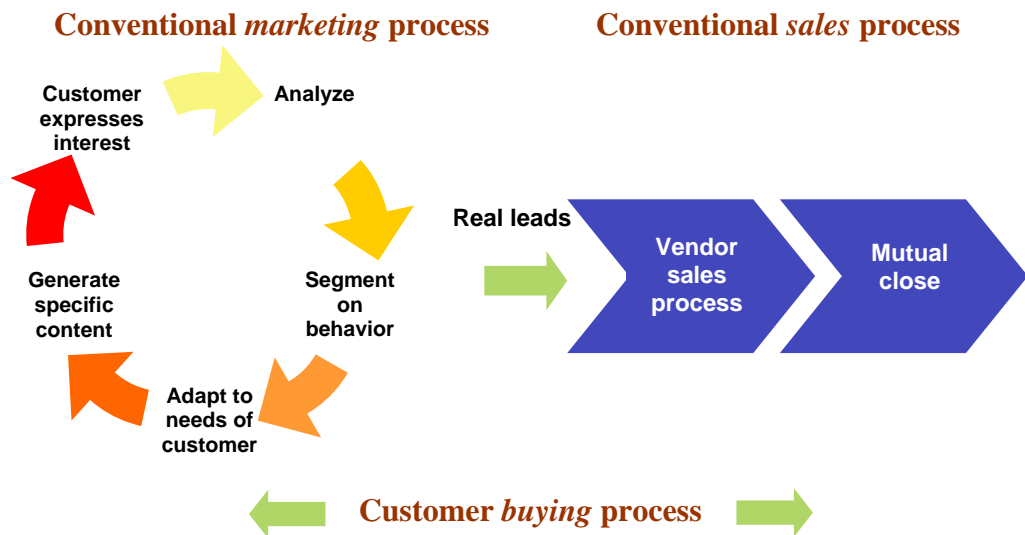 Conventional marketing process
Conventional sales process
Customer
expresses
interest
Analyze
Real leads
Vendor
sales
process
Mutual
close
Generate
specific
content
Segment
on
behavior
Adapt to
needs of
customer
Customer buying process